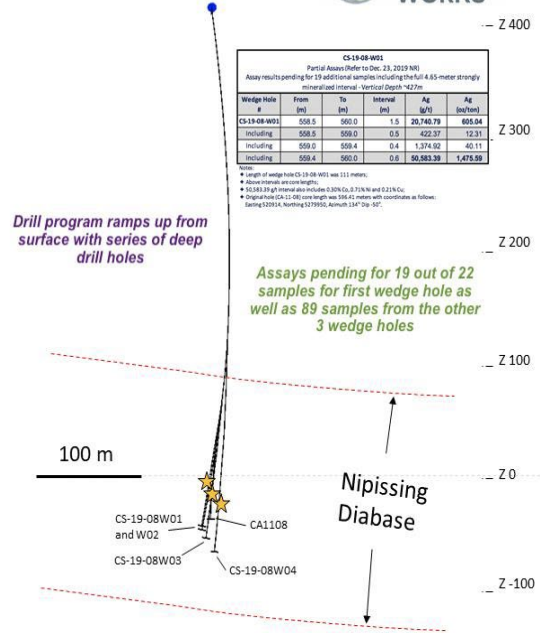 WORKS
Z 400
CS-19-08-W01
Partial Assays (Refer to Dec. 23, 2019 NR)
Assay results pending for 19 additional samples including the full 4.65-meter strongly
mineralized interval - Vertical Depth ~427m
Wedge Hole # From (m) To (m) Interval (m) Ag (g/t) Ag (oz/ton)
CS-19-08-W01 558.5 560.0 1.5 20,740.79 605.04
Including 558.5 559.0 0.5 422.37 12.31
Including 559.0 559.4 0.4 1,374.92 40.11
Including 559.4 560.0 0.6 50,583.39 1,475.59
Notes:
Length of wedge hole CS-19-08-W01 was 111 meters;
Above intervals are core lengths;
50,583.39 g/t interval also includes 0.30% Co, 0.71% Ni and 0.21% Cu;
Original hole (CA-11-08) core length was 596.41 meters with coordinates as follows:
Easting 520914, Northing 5279950, Azimuth 134° Dip -50°.
Z 300
Drill program ramps up from
surface with series of deep
drill holes
Z 200
Assays pending for 19 out of 22
samples for first wedge hole as
well as 89 samples from the other
3 wedge holes
Z 100
100 m
Z 0
Nipissing
Diabase
CS-19-08W01
and W02
CA1108
CS-19-08W03
CS-19-08W04
Z -100